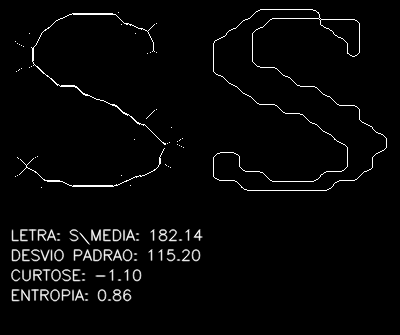 S S
LETRA: S\MEDIA: 182.14
DESVIO PADRAO: 115.20
CURTOSE: −1.10
ENTROPIA: 0.86